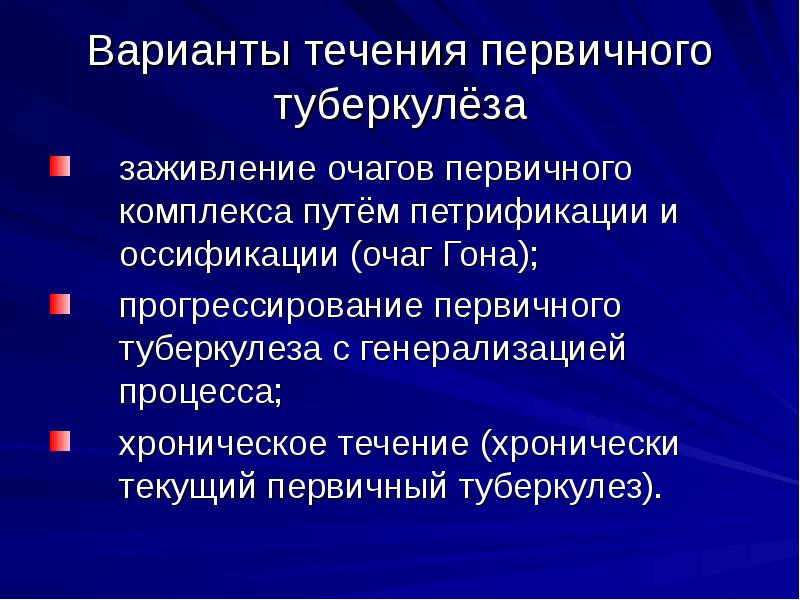 Варианты течения первичного
туберкулёза
заживление очагов первичного
комплекса путём петрификации и
оссификации (очаг Гона);
прогрессирование первичного
туберкулеза с генерализацией
процесса;
хроническое течение (хронически
текущий первичный туберкулез).